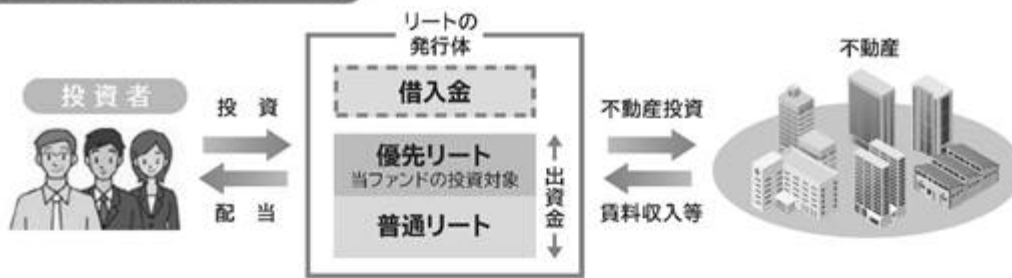 リートの
発行体
不動産
投資者
投資
借入金
不動産投資
優先リート
当ファンドの投資対象
出資金
配当
普通リート
賃料収入等